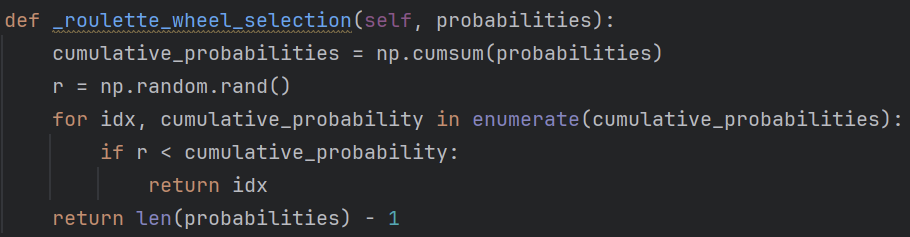 def _roulette_wheel_selection(self, probabilities):
    cumulative_probabilities = np.cumsum(probabilities)
    r = np.random.rand()
    for idx, cumulative_probability in enumerate(cumulative_probabilities):
        if r < cumulative_probability:
            return idx
    return len(probabilities) - 1